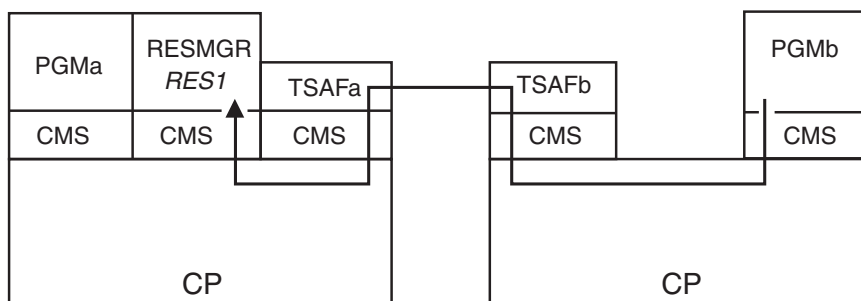 PGMa
RESMGR
RES1
TSAFa
TSAFb
PGMb
CMS
CMS
CMS
CMS
CMS
CP
CP